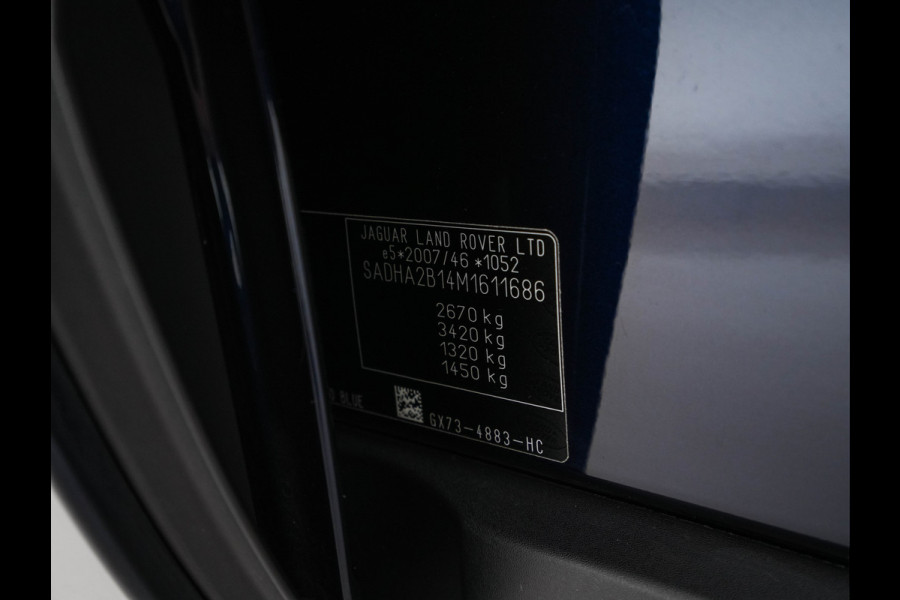 JAGUAR LAND ROVER LTD
e5*2007/46 *1052
SADHA2B14M1611686
2670 kg
3420 kg
1320 kg
1450 kg
BLUE
GX73-4883-HC